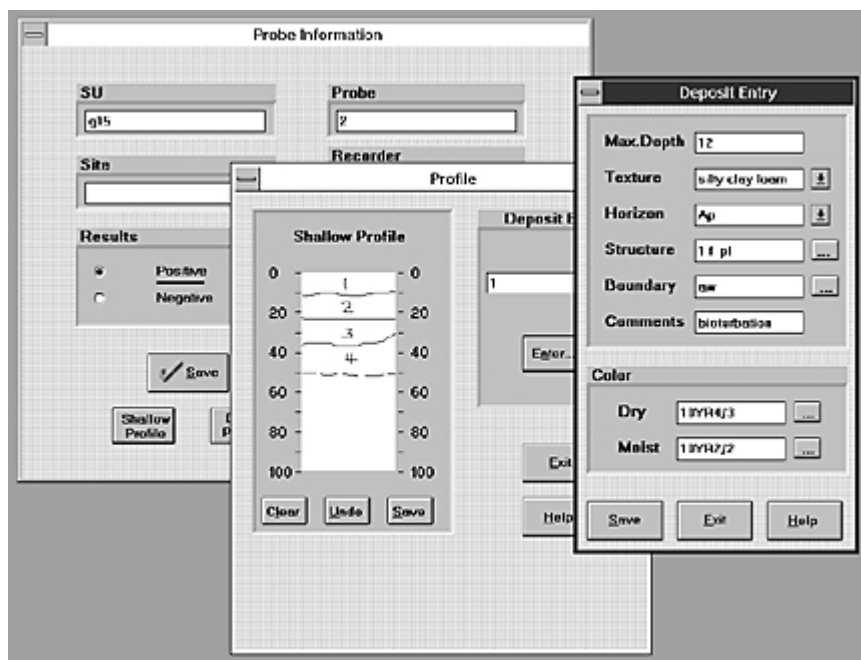 Probe Information
SU
g15
Probe
2
Site
Recorder
Results
Positive
Negative
Save
Shallow
Profile
Profile
Shallow Profile
0
20
40
60
80
100
0
20
40
60
80
100
1
2
3
4
Clear
Undo
Save
Deposit E
1
Enter...
Exit
Help
Deposit Entry
Max.Depth
12
Texture
silty clay loam
Horizon
Ap
Structure
1 f pl
...
Boundary
aw
...
Comments
bioturbation
Color
Dry
10YR4/3
...
Moist
10YR2/2
...
Save
Exit
Help